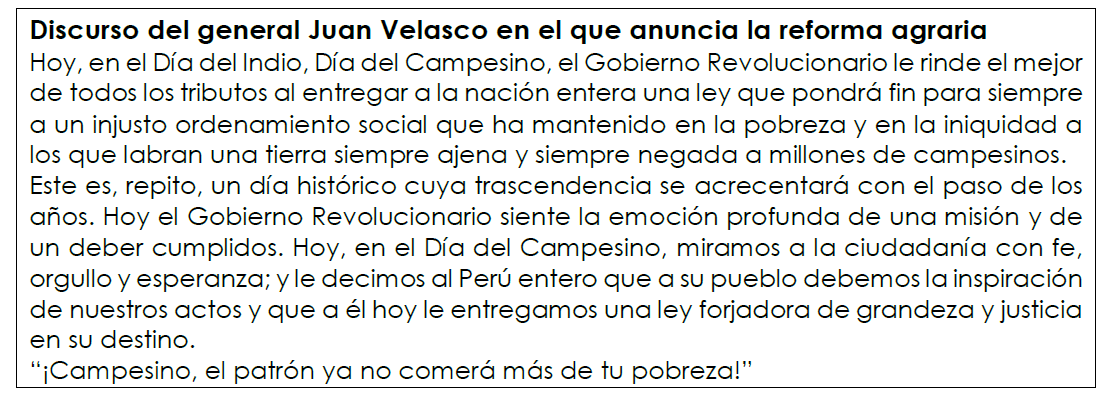 Discurso del general Juan Velasco en el que anuncia la reforma agraria
Hoy, en el Día del Indio, Día del Campesino, el Gobierno Revolucionario le rinde el mejor
de todos los tributos al entregar a la nación entera una ley que pondrá fin para siempre
a un injusto ordenamiento social que ha mantenido en la pobreza y en la iniquidad a
los que labran una tierra siempre ajena y siempre negada a millones de campesinos.
Este es, repito, un día histórico cuya trascendencia se acrecentará con el paso de los
años. Hoy el Gobierno Revolucionario siente la emoción profunda de una misión y de
un deber cumplidos. Hoy, en el Día del Campesino, miramos a la ciudadanía con fe,
orgullo y esperanza; y le decimos al Perú entero que a su pueblo debemos la inspiración
de nuestros actos y que a él hoy le entregamos una ley forjadora de grandeza y justicia
en su destino.
“¡Campesino, el patrón ya no comerá más de tu pobreza!”